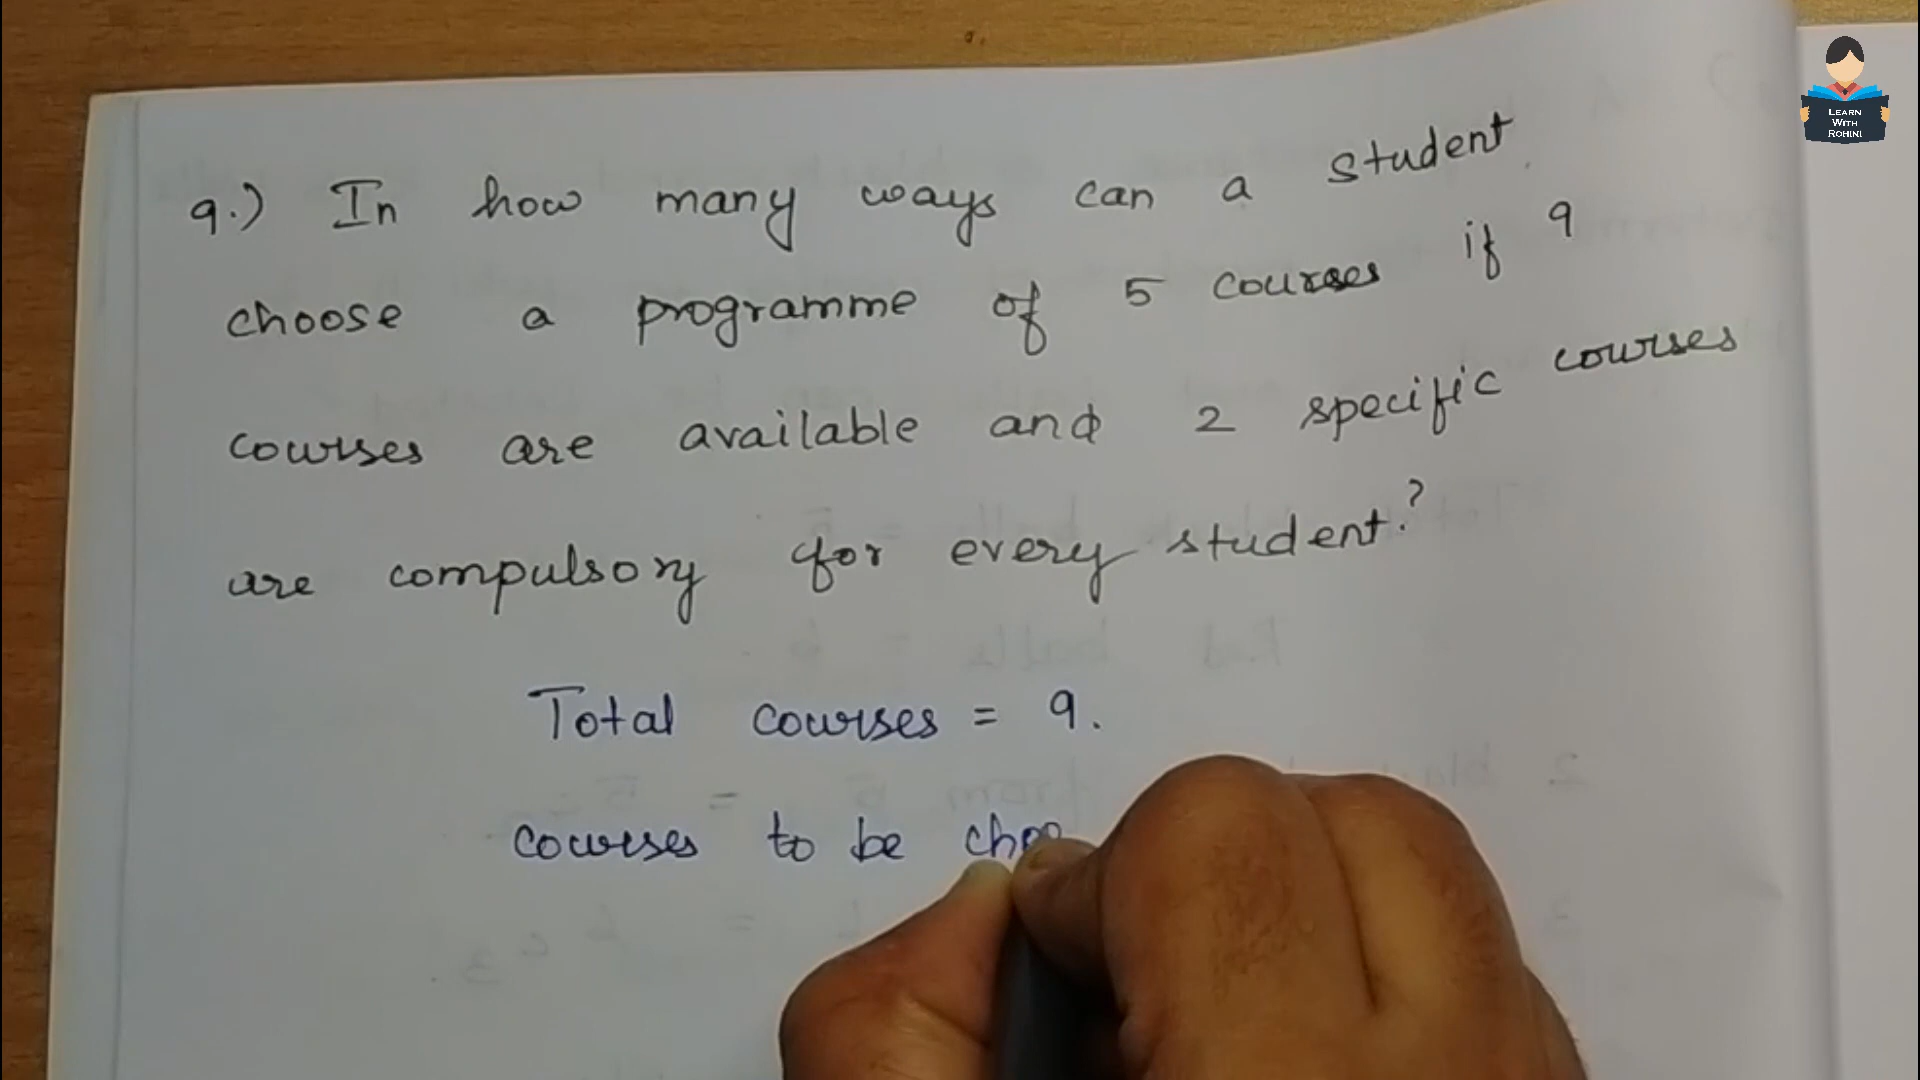 9.) In how many ways can a student
choose a programme of 5 courses if 9
courses are available and 2 specific courses
are compulsory for every student.?
Total courses = 9.
courses to be choo
LEARN
WITH
ROHINI